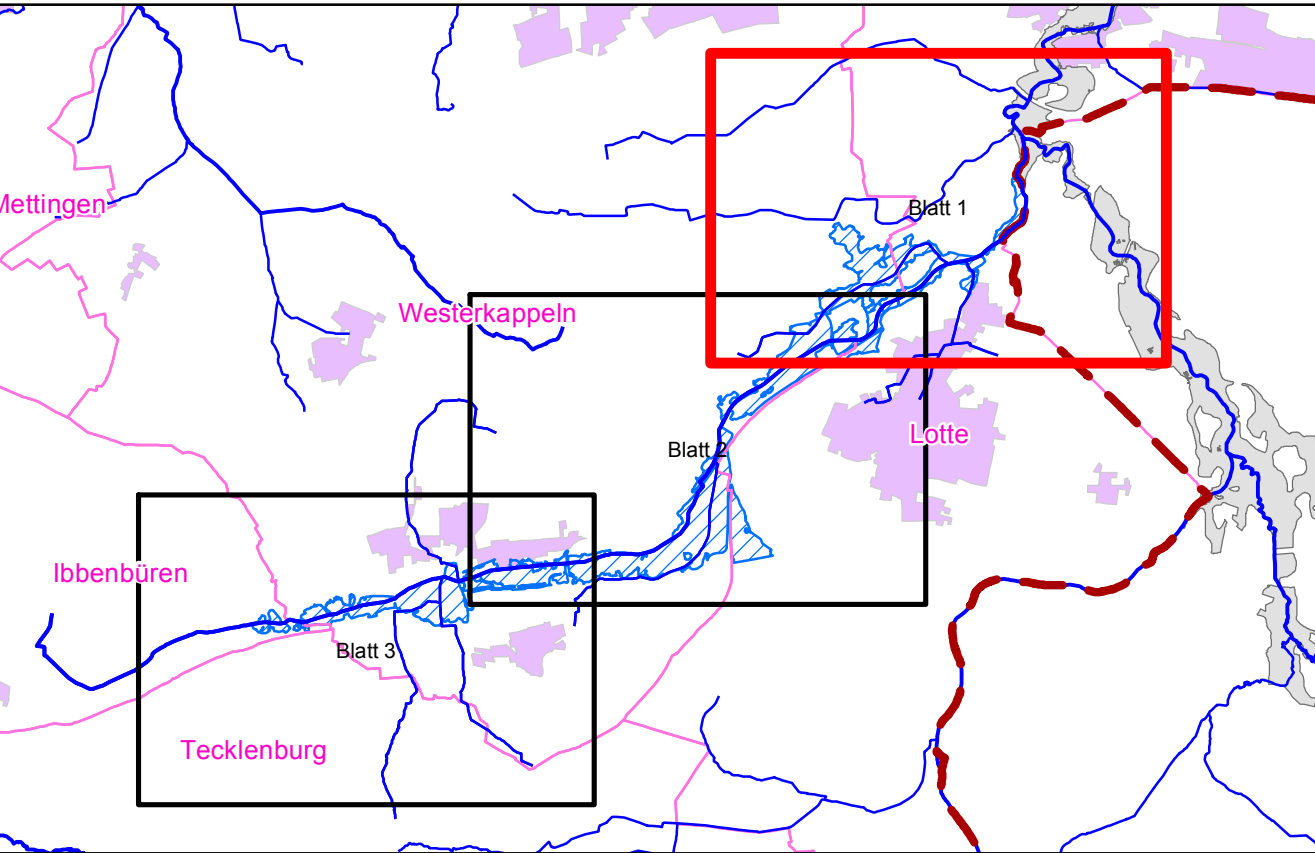 Mettingen
Blatt 1
Westerkappeln
Lotte
Blatt 2
Ibbenbüren
Blatt 3
Tecklenburg